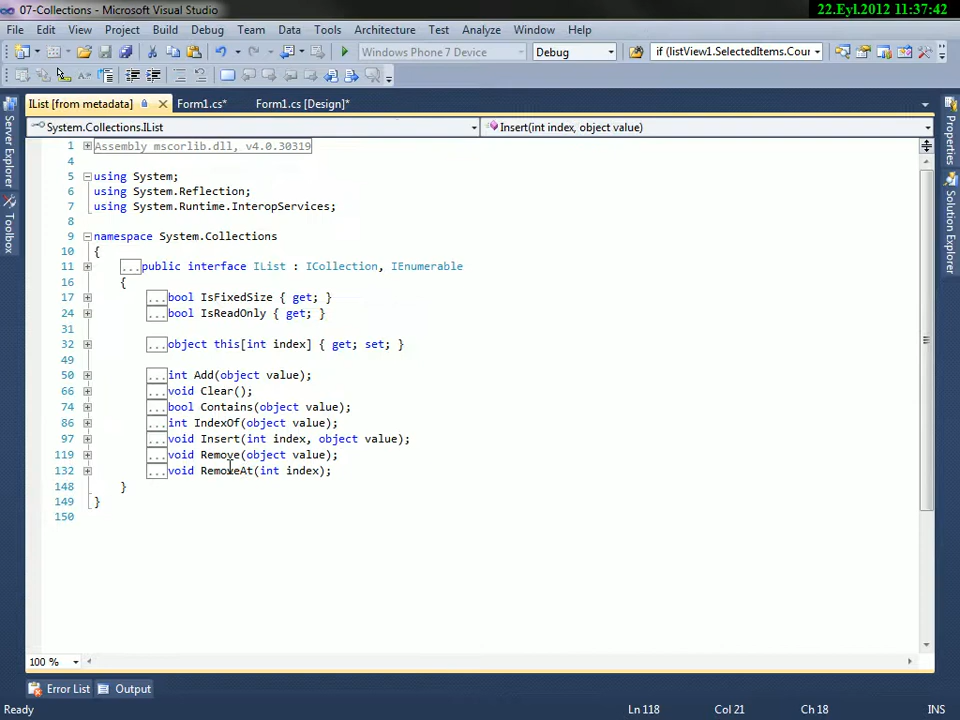 07-Collections - Microsoft Visual Studio
22.Eyl.2012 11:37:42
File Edit View Project Build Debug Team Data Tools Architecture Test Analyze Window Help
Windows Phone 7 Device Debug if (listView1.SelectedItems.Cour
IList [from metadata] Form1.cs* Form1.cs [Design]*
System.Collections.IList Insert(int index, object value)
1 Assembly mscorlib.dll, v4.0.30319
4
5 using System;
6 using System.Reflection;
7 using System.Runtime.InteropServices;
8
9 namespace System.Collections
10 {
11 ...public interface IList : ICollection, IEnumerable
16 {
17 ...bool IsFixedSize { get; }
24 ...bool IsReadOnly { get; }
31
32 ...object this[int index] { get; set; }
49
50 ...int Add(object value);
66 ...void Clear();
74 ...bool Contains(object value);
86 ...int IndexOf(object value);
97 ...void Insert(int index, object value);
119 ...void Remove(object value);
132 ...void RemoveAt(int index);
148 }
149 }
150
100 %
Error List Output
Ready Ln 118 Col 21 Ch 18 INS
Server Explorer
Toolbox
Properties
Solution Explorer